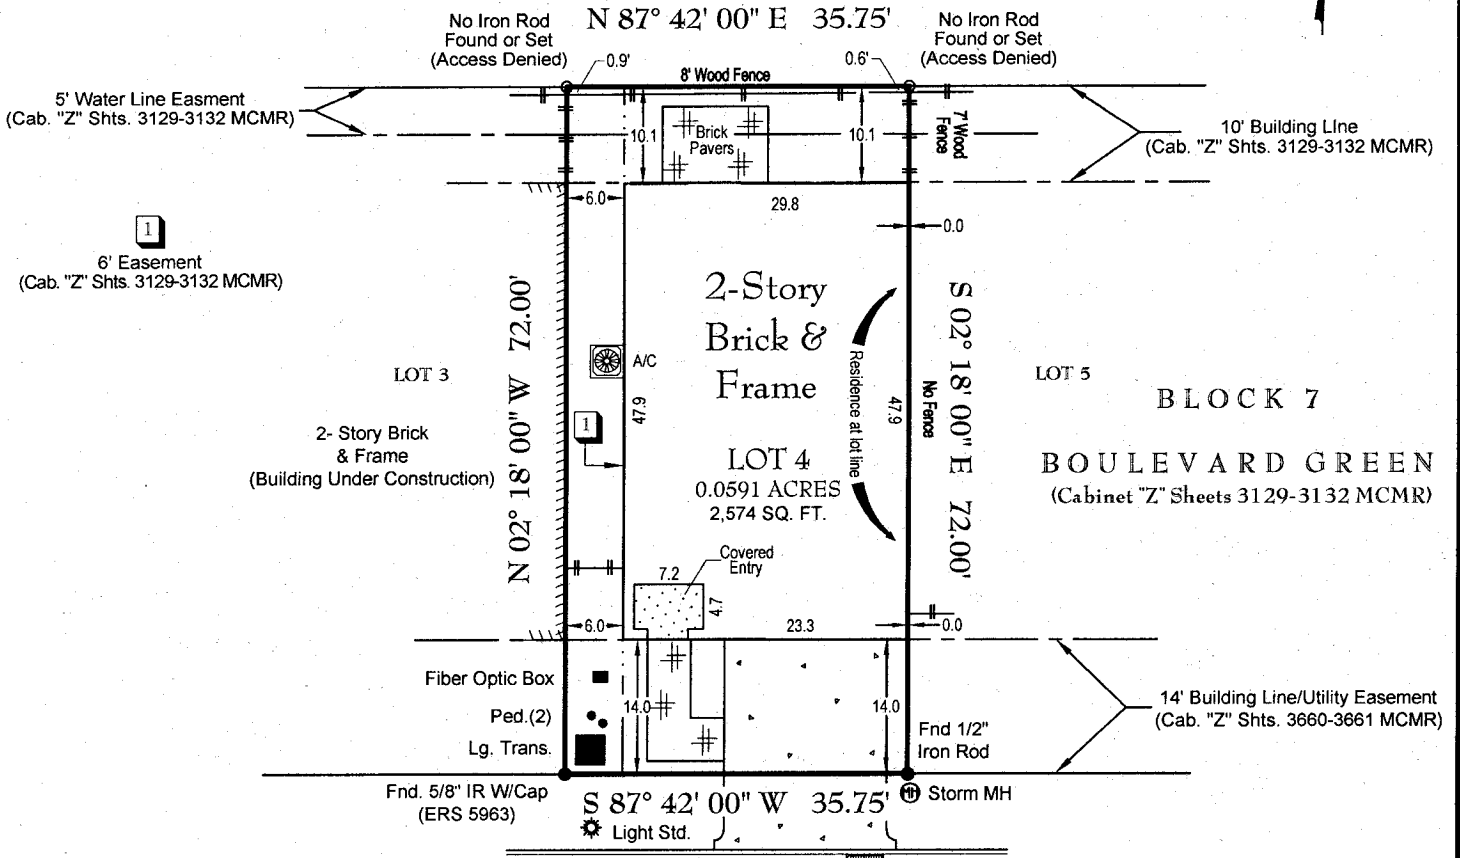 N 87° 42' 00" E 35.75'
No Iron Rod
Found or Set
(Access Denied)
No Iron Rod
Found or Set
(Access Denied)
0.9'
8' Wood Fence
0.6'
5' Water Line Easment
(Cab. "Z" Shts. 3129-3132 MCMR)
10.1
Brick
Pavers
10.1
7' Wood
Fence
10' Building LIne
(Cab. "Z" Shts. 3129-3132 MCMR)
6.0
29.8
0.0
1
6' Easement
(Cab. "Z" Shts. 3129-3132 MCMR)
N 02° 18' 00" W 72.00'
2-Story
Brick &
Frame
S 02° 18' 00" E 72.00'
A/C
Residence at lot line
No Fence
47.9
47.9
LOT 3
LOT 5
BLOCK 7
2- Story Brick
& Frame
(Building Under Construction)
1
LOT 4
0.0591 ACRES
2,574 SQ. FT.
BOULEVARD GREEN
(Cabinet "Z" Sheets 3129-3132 MCMR)
Covered
Entry
7.2
4.7
6.0
23.3
0.0
Fiber Optic Box
Ped.(2)
Lg. Trans.
14.0
14.0
14' Building Line/Utility Easement
(Cab. "Z" Shts. 3660-3661 MCMR)
Fnd 1/2"
Iron Rod
Fnd. 5/8" IR W/Cap
(ERS 5963)
S 87° 42' 00" W 35.75'
MH
Storm MH
Light Std.